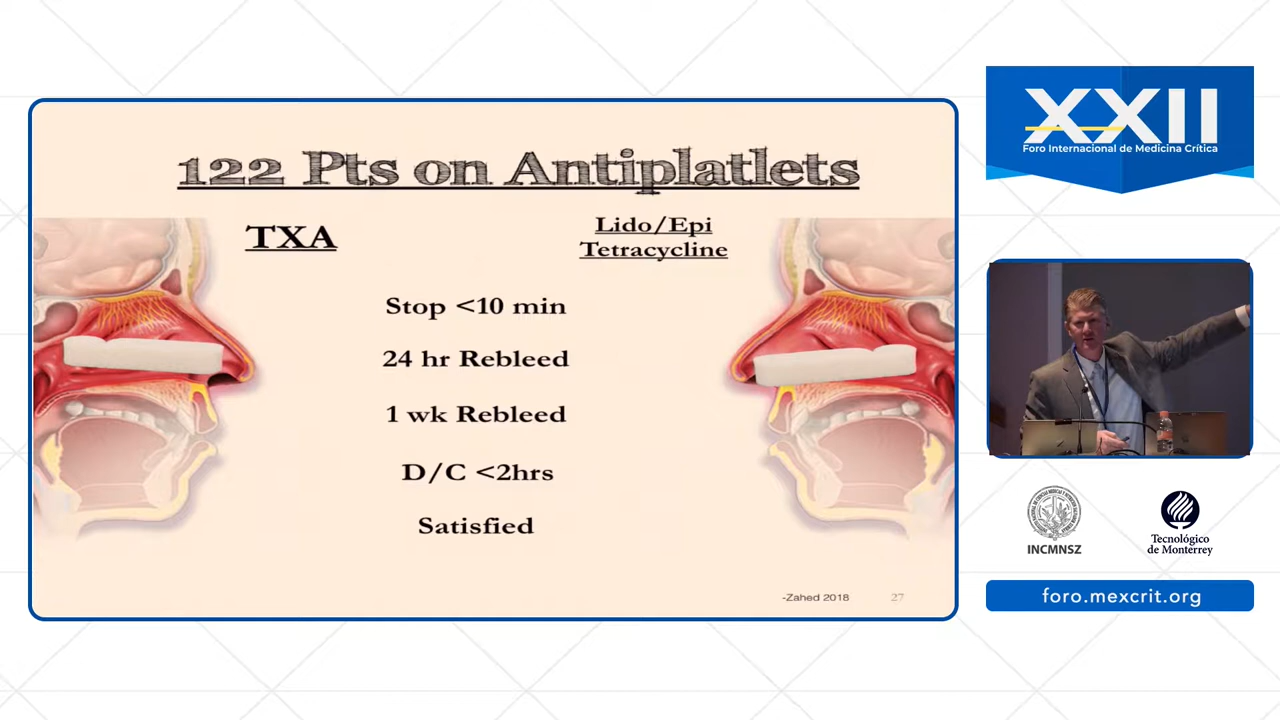 122 Pts on Antiplatlets
TXA
Lido/Epi
Tetracycline
Stop <10 min
24 hr Rebleed
1 wk Rebleed
D/C <2hrs
Satisfied
-Zahed 2018
27
XXII
Foro Internacional de Medicina Crítica
INCMNSZ
Tecnológico
de Monterrey
foro.mexcrit.org